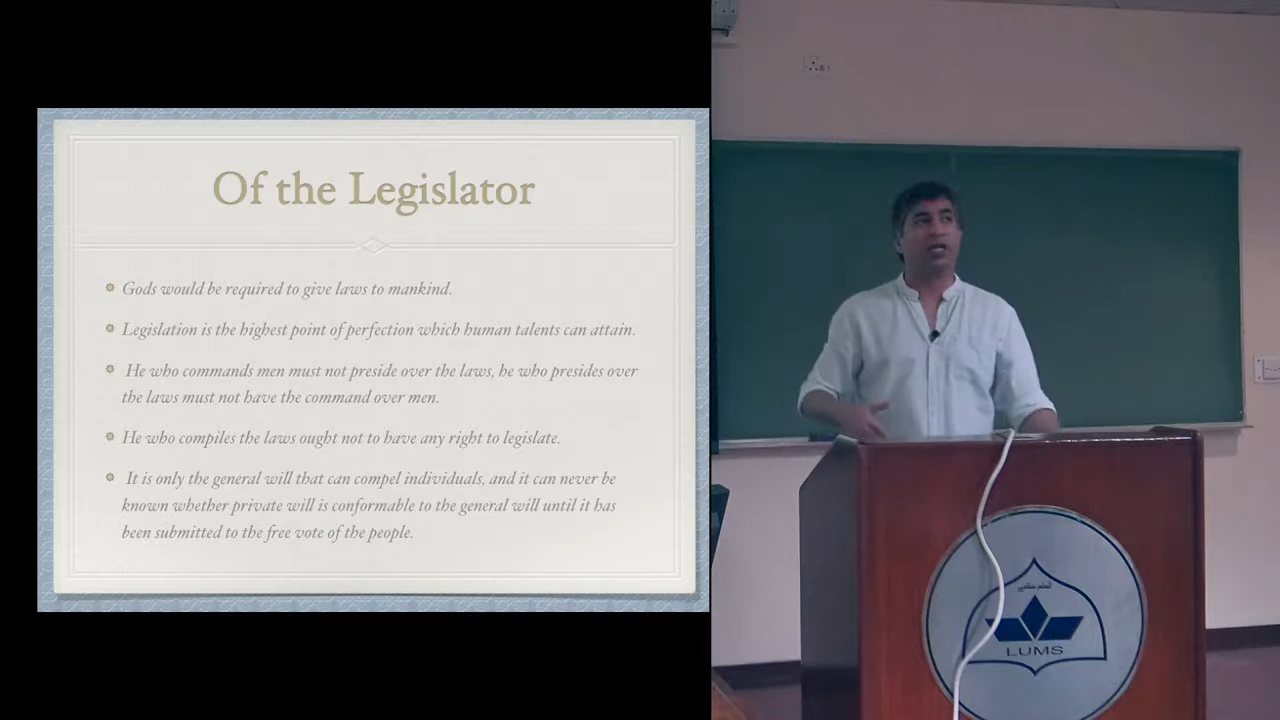 Of the Legislator
Gods would be required to give laws to mankind.
Legislation is the highest point of perfection which human talents can attain.
He who commands men must not preside over the laws, he who presides over
the laws must not have the command over men.
He who compiles the laws ought not to have any right to legislate.
It is only the general will that can compel individuals, and it can never be
known whether private will is conformable to the general will until it has
been submitted to the free vote of the people.
LUMS